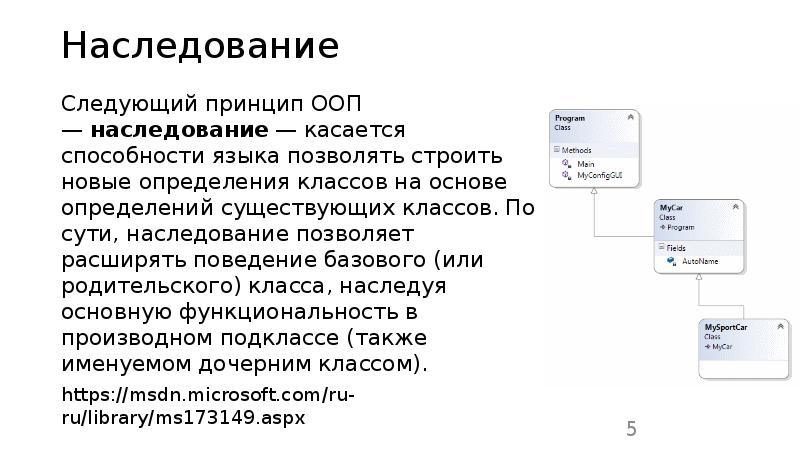 Наследование
Следующий принцип ООП
— наследование — касается
способности языка позволять строить
новые определения классов на основе
определений существующих классов. По
сути, наследование позволяет
расширять поведение базового (или
родительского) класса, наследуя
основную функциональность в
производном подклассе (также
именуемом дочерним классом).
https://msdn.microsoft.com/ru-
ru/library/ms173149.aspx
Program
Class
Methods
Main
MyConfigGUI
MyCar
Class
Program
Fields
AutoName
MySportCar
Class
MyCar
5